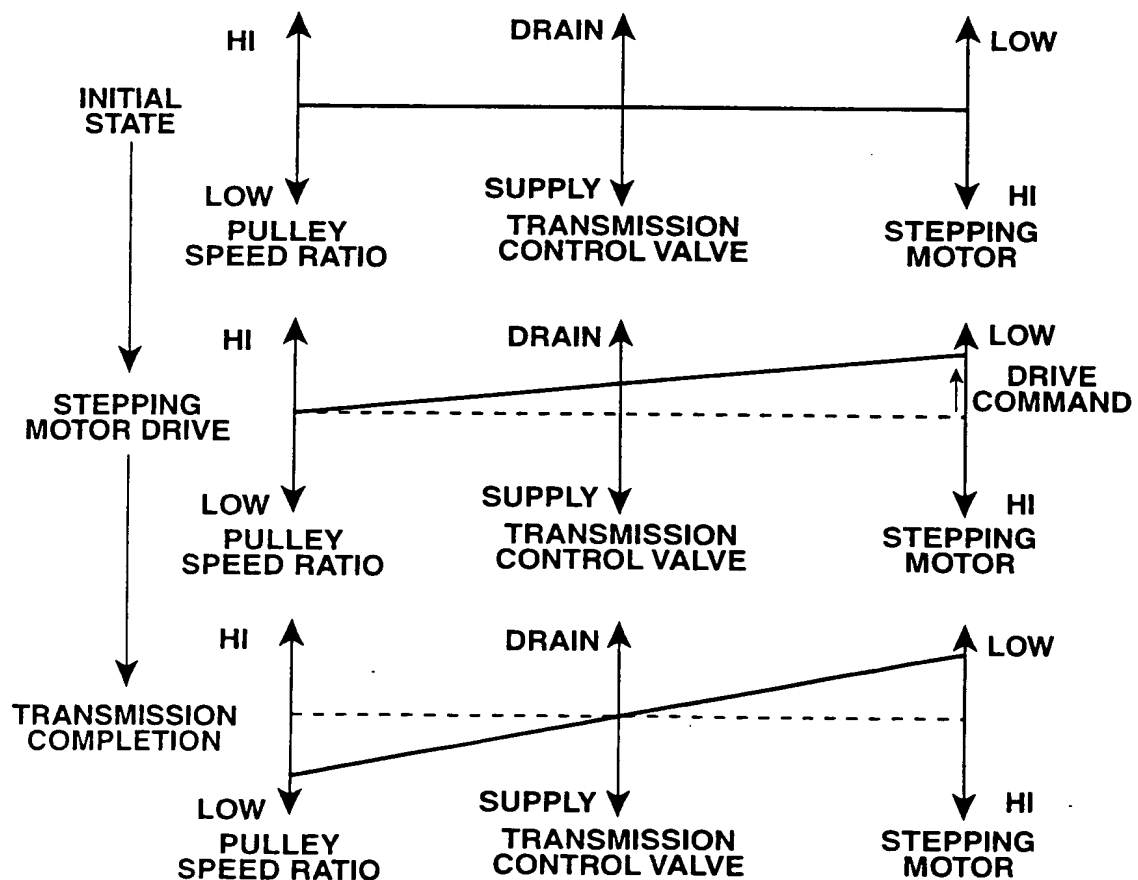 HI
DRAIN
LOW
INITIAL
STATE
LOW
SUPPLY
HI
PULLEY
SPEED RATIO
TRANSMISSION
CONTROL VALVE
STEPPING
MOTOR
HI
DRAIN
LOW
STEPPING
MOTOR DRIVE
DRIVE
COMMAND
LOW
SUPPLY
HI
PULLEY
SPEED RATIO
TRANSMISSION
CONTROL VALVE
STEPPING
MOTOR
HI
DRAIN
LOW
TRANSMISSION
COMPLETION
LOW
SUPPLY
HI
PULLEY
SPEED RATIO
TRANSMISSION
CONTROL VALVE
STEPPING
MOTOR